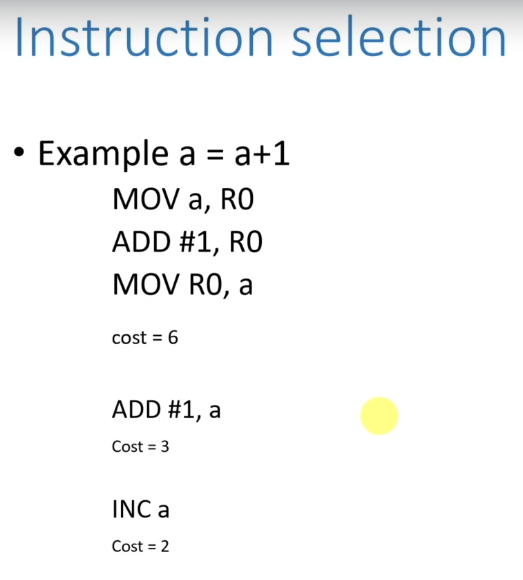 Instruction selection
• Example a = a+1
MOV a, R0
ADD #1, R0
MOV R0, a
cost = 6
ADD #1, a
Cost = 3
INC a
Cost = 2